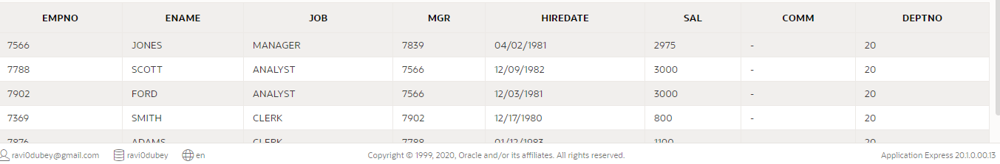 EMPNO ENAME JOB MGR HIREDATE SAL COMM DEPTNO
7566 JONES MANAGER 7839 04/02/1981 2975 - 20
7788 SCOTT ANALYST 7566 12/09/1982 3000 - 20
7902 FORD ANALYST 7566 12/03/1981 3000 - 20
7369 SMITH CLERK 7902 12/17/1980 800 - 20
7876 ADAMS CLERK 7788 01/12/1983 1100 20
ravi0dubey@gmail.com ravi0dubey en Copyright © 1999, 2020, Oracle and/or its affiliates. All rights reserved. Application Express 20.1.0.00.13